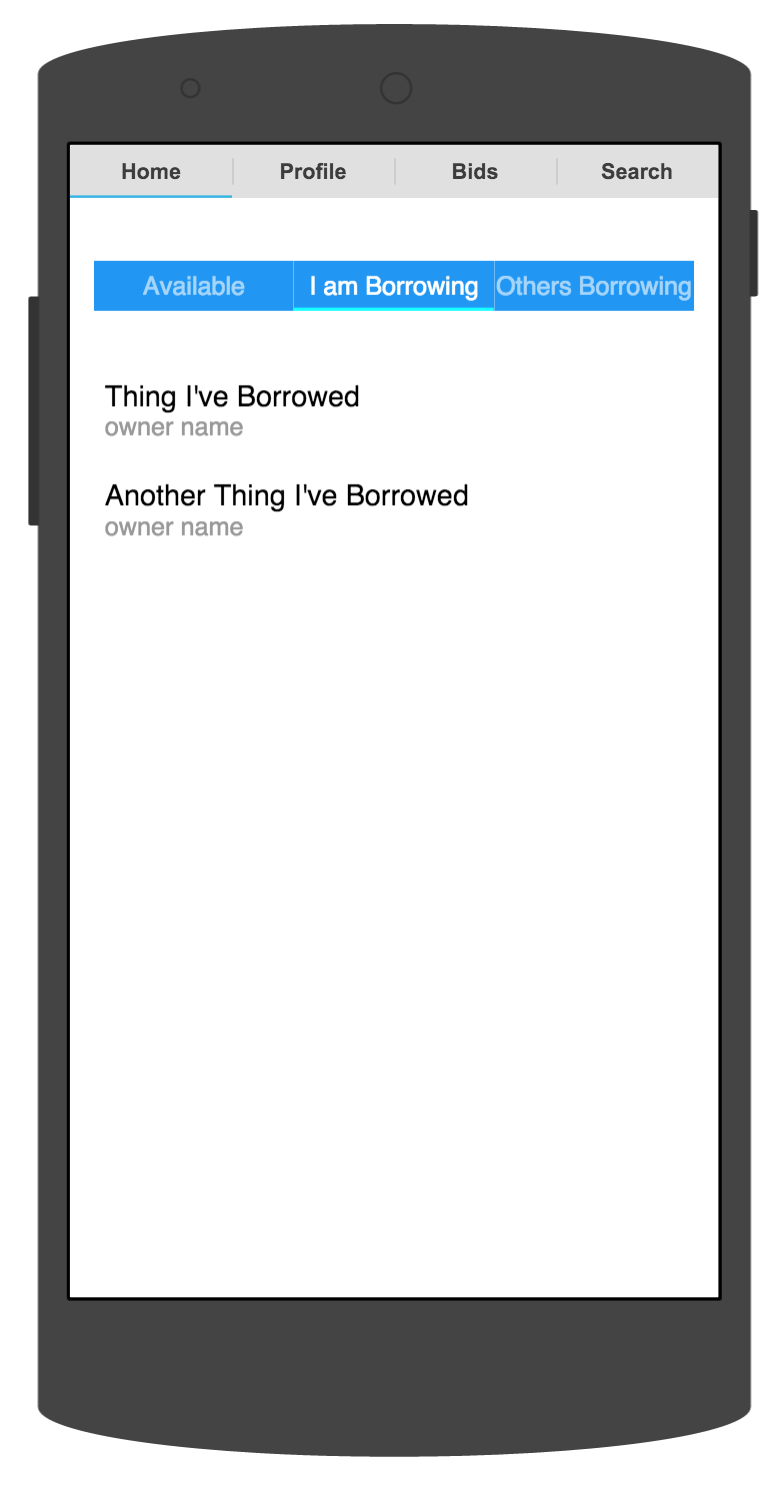 Home Profile Bids Search
Available I am Borrowing Others Borrowing
Thing I've Borrowed
owner name
Another Thing I've Borrowed
owner name